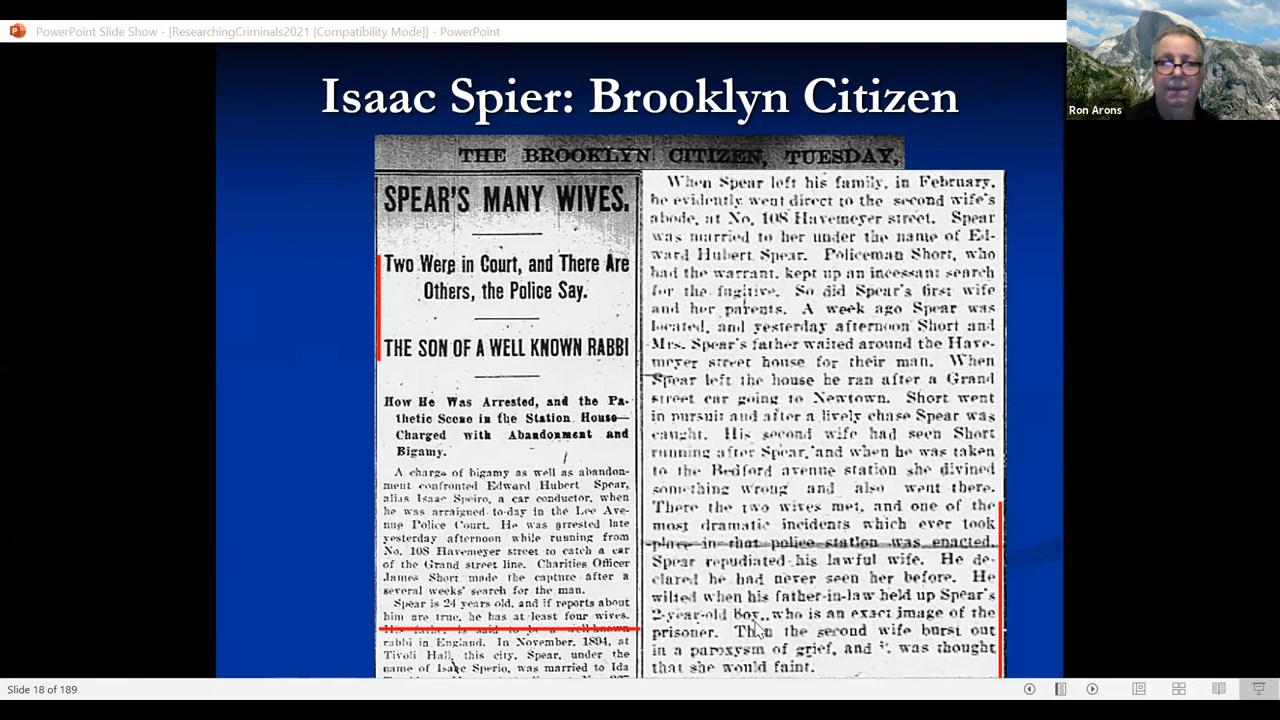 PowerPoint Slide Show - [ResearchingCriminals2021 [Compatibility Mode]] - PowerPoint
Ron Arons
Isaac Spier: Brooklyn Citizen
THE BROOKLYN CITIZEN, TUESDAY,
SPEAR'S MANY WIVES.
Two Were in Court, and There Are
Others, the Police Say.
THE SON OF A WELL KNOWN RABBI
How He Was Arrested, and the Pa-
thetic Scene in the Station House—
Charged with Abandonment and
Bigamy.
A charge of bigamy as well as abandon-
ment confronted Edward Hubert Spear,
alias Isaac Speiro, a car conductor, when
he was arraigned to-day in the Lee Ave-
nue Police Court. He was arrested late
yesterday afternoon while running from
No. 108 Havemeyer street to catch a car
of the Grand street line. Charities Officer
James Short made the capture after a
several weeks' search for the man.
Spear is 24 years old, and if reports about
him are true, he has at least four wives.
His father is said to be a well-known
rabbi in England. In November, 1894, at
Tivoli Hall, this city, Spear, under the
name of Isaac Sperio, was married to Ida
When Spear left his family, in February,
he evidently went direct to the second wife's
abode, at No. 108 Havemeyer street. Spear
was married to her under the name of Ed-
ward Hubert Spear. Policeman Short, who
had the warrant, kept up an incessant search
for the fugitive. So did Spear's first wife
and her parents. A week ago Spear was
located, and yesterday afternoon Short and
Mrs. Spear's father waited around the Have-
meyer street house for their man. When
Spear left the house he ran after a Grand
street car going to Newtown. Short went
in pursuit and after a lively chase Spear was
caught. His second wife had seen Short
running after Spear, and when he was taken
to the Bedford avenue station she divined
something wrong and also went there.
There the two wives met, and one of the
most dramatic incidents which ever took
place in that police station was enacted.
Spear repudiated his lawful wife. He de-
clared he had never seen her before. He
wilted when his father-in-law held up Spear's
2-year-old boy, who is an exact image of the
prisoner. Then the second wife burst out
in a paroxysm of grief, and it was thought
that she would faint.
Slide 18 of 189